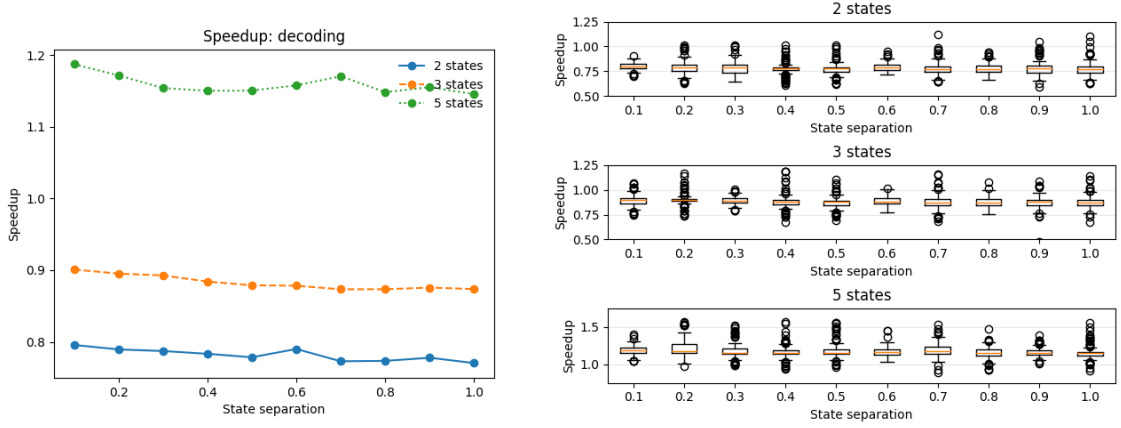 Speedup: decoding
Speedup
1.2
1.1
1.0
0.9
0.8
2 states
3 states
5 states
0.2 0.4 0.6 0.8 1.0
State separation
2 states
Speedup
1.25
1.00
0.75
0.50
0.1 0.2 0.3 0.4 0.5 0.6 0.7 0.8 0.9 1.0
State separation
3 states
Speedup
1.25
1.00
0.75
0.50
0.1 0.2 0.3 0.4 0.5 0.6 0.7 0.8 0.9 1.0
State separation
5 states
Speedup
1.5
1.0
0.1 0.2 0.3 0.4 0.5 0.6 0.7 0.8 0.9 1.0
State separation